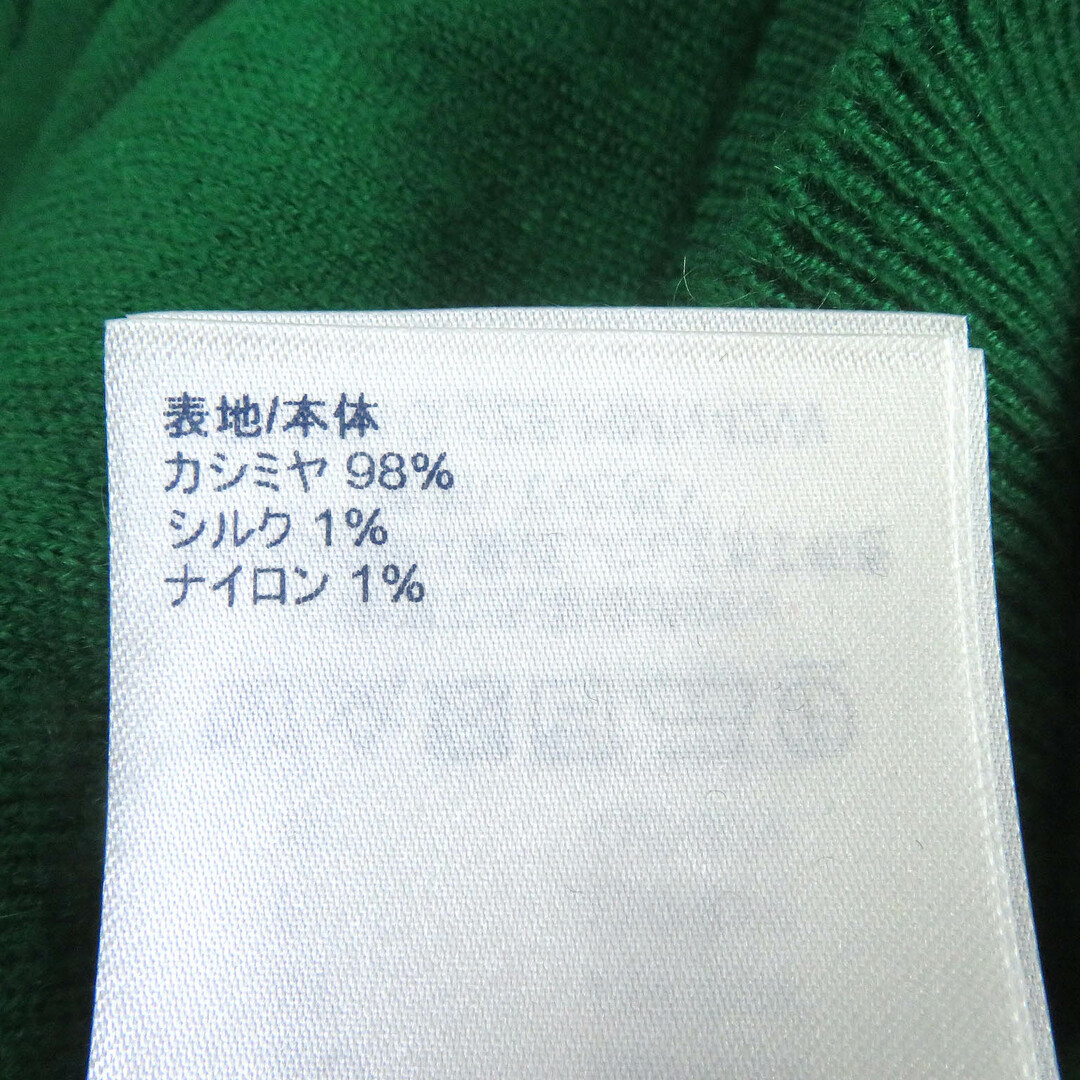 表地/本体
カシミヤ 98%
シルク 1%
ナイロン 1%